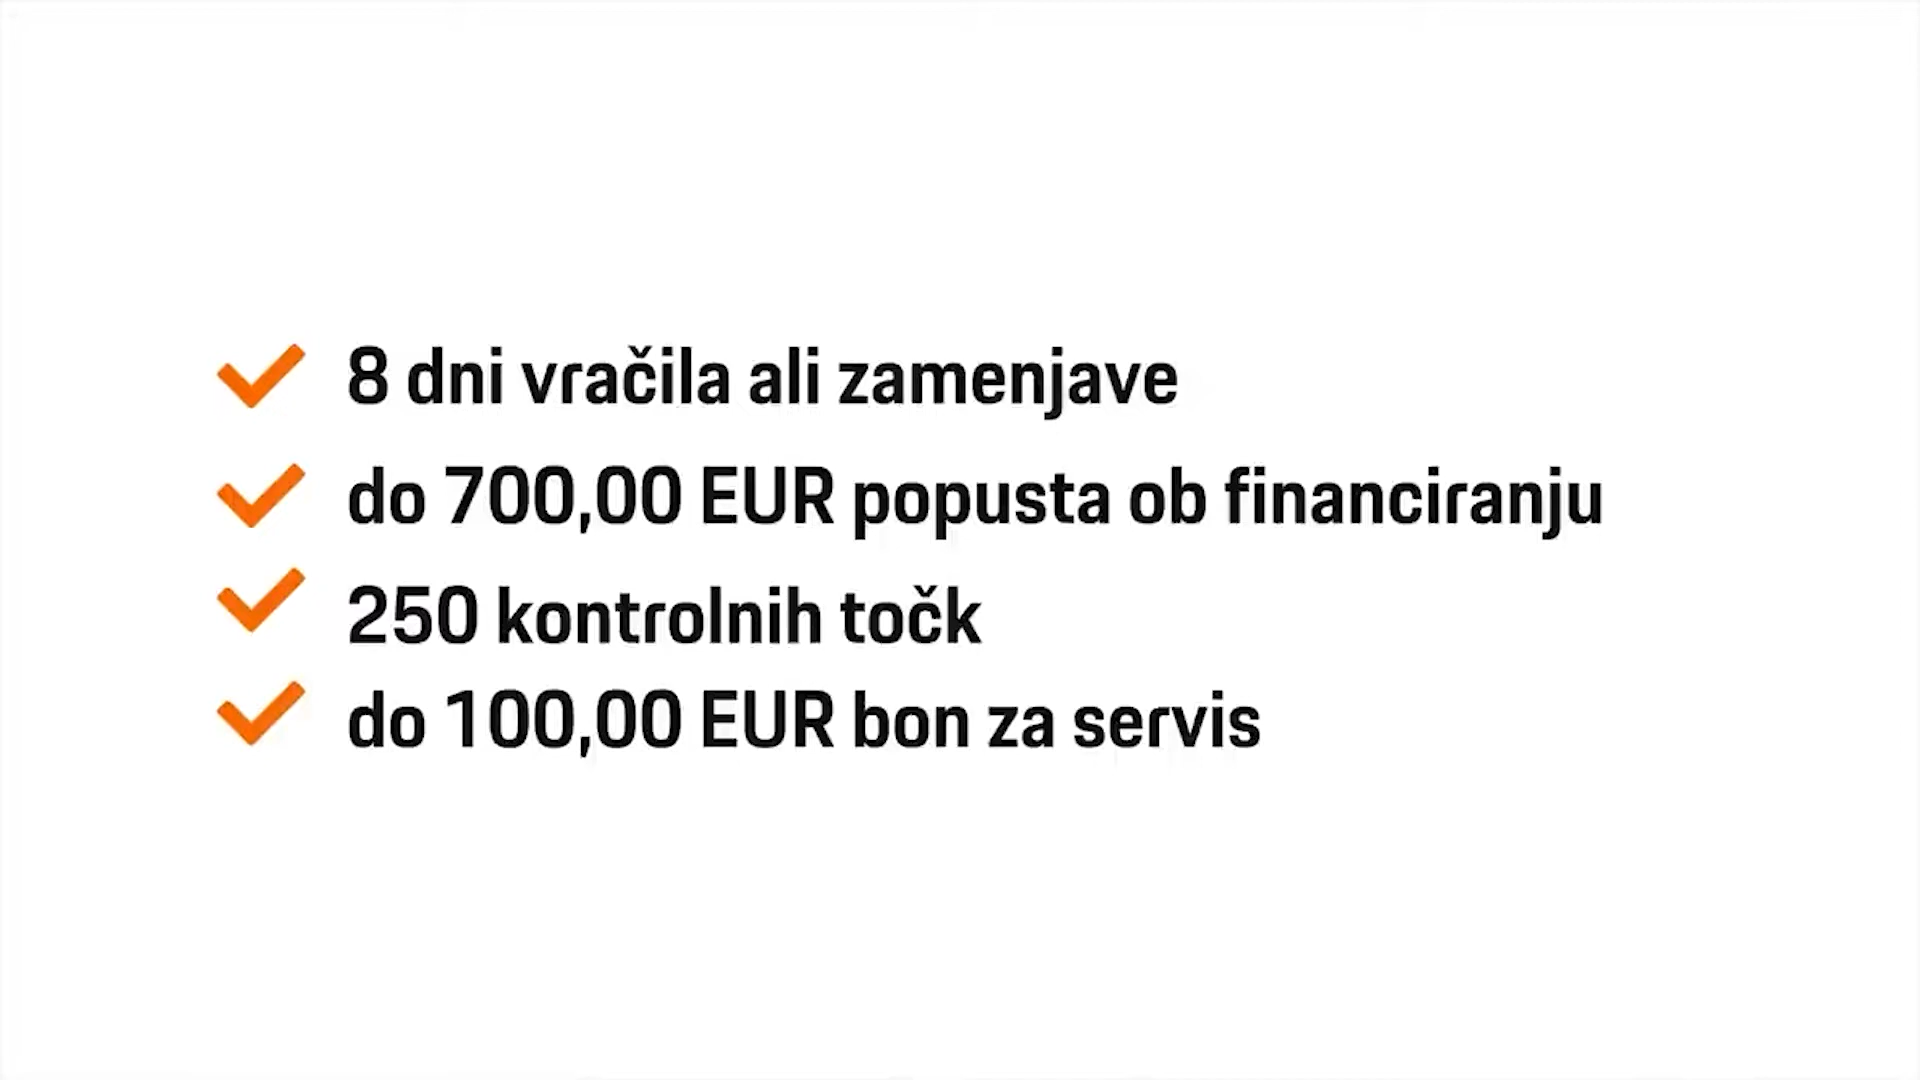 8 dni vračila ali zamenjave
do 700,00 EUR popusta ob financiranju
250 kontrolnih točk
do 100,00 EUR bon za servis